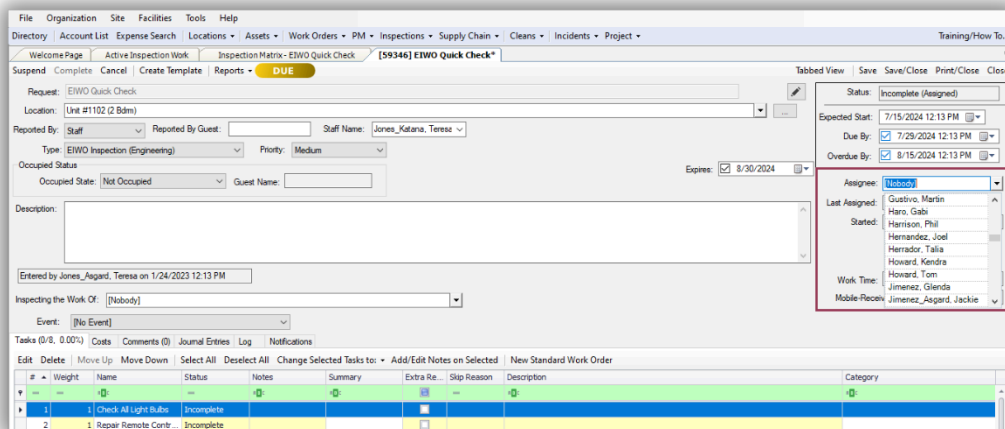 File Organization Site Facilities Tools Help
Directory Account List Expense Search Locations Assets Work Orders PM Inspections Supply Chain Cleans Incidents Project Training/How To.
Welcome Page Active Inspection Work Inspection Matrix - EIWO Quick Check [59346] EIWO Quick Check*
Suspend Complete Cancel Create Template Reports DUE Tabbed View Save Save/Close Print/Close Clos
Request: EIWO Quick Check Status: Incomplete (Assigned)
Location: Unit #1102 (2 Bdrm) ... Expected Start: 7/15/2024 12:13 PM
Reported By: Staff Reported By Guest: Staff Name: Jones_Katana, Teresa Due By: 7/29/2024 12:13 PM
Type: EIWO Inspection (Engineering) Priority: Medium Overdue By: 8/15/2024 12:13 PM
Occupied Status Expires: 8/30/2024
Occupied State: Not Occupied Guest Name: Assignee: [Nobody]
Description: Last Assigned: Gustivo, Martin
Haro, Gabi
Started: Harrison, Phil
Hernandez, Joel
Herrador, Talia
Howard, Kendra
Entered by Jones_Asgard, Teresa on 1/24/2023 12:13 PM Work Time: Howard, Tom
Jimenez, Glenda
Inspecting the Work Of: [Nobody] Mobile-Receiv Jimenez_Asgard, Jackie
Event: [No Event]
Tasks (0/8, 0.00%) Costs Comments (0) Journal Entries Log Notifications
Edit Delete Move Up Move Down Select All Deselect All Change Selected Tasks to: Add/Edit Notes on Selected New Standard Work Order
# Weight Name Status Notes Summary Extra Re... Skip Reason Description Category
1 1 Check All Light Bulbs Incomplete
2 1 Repair Remote Contr... Incomplete